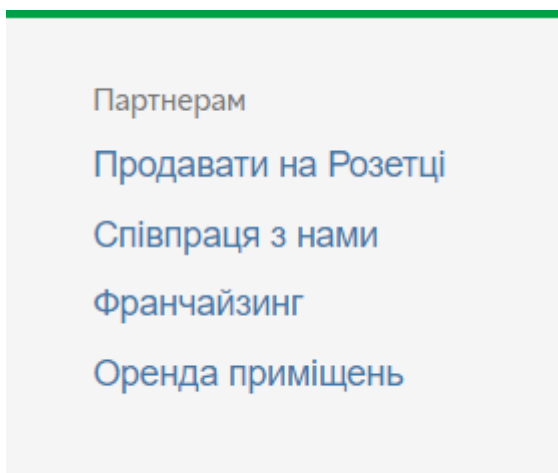 Партнерам
Продавати на Розетці
Співпраця з нами
Франчайзинг
Оренда приміщень